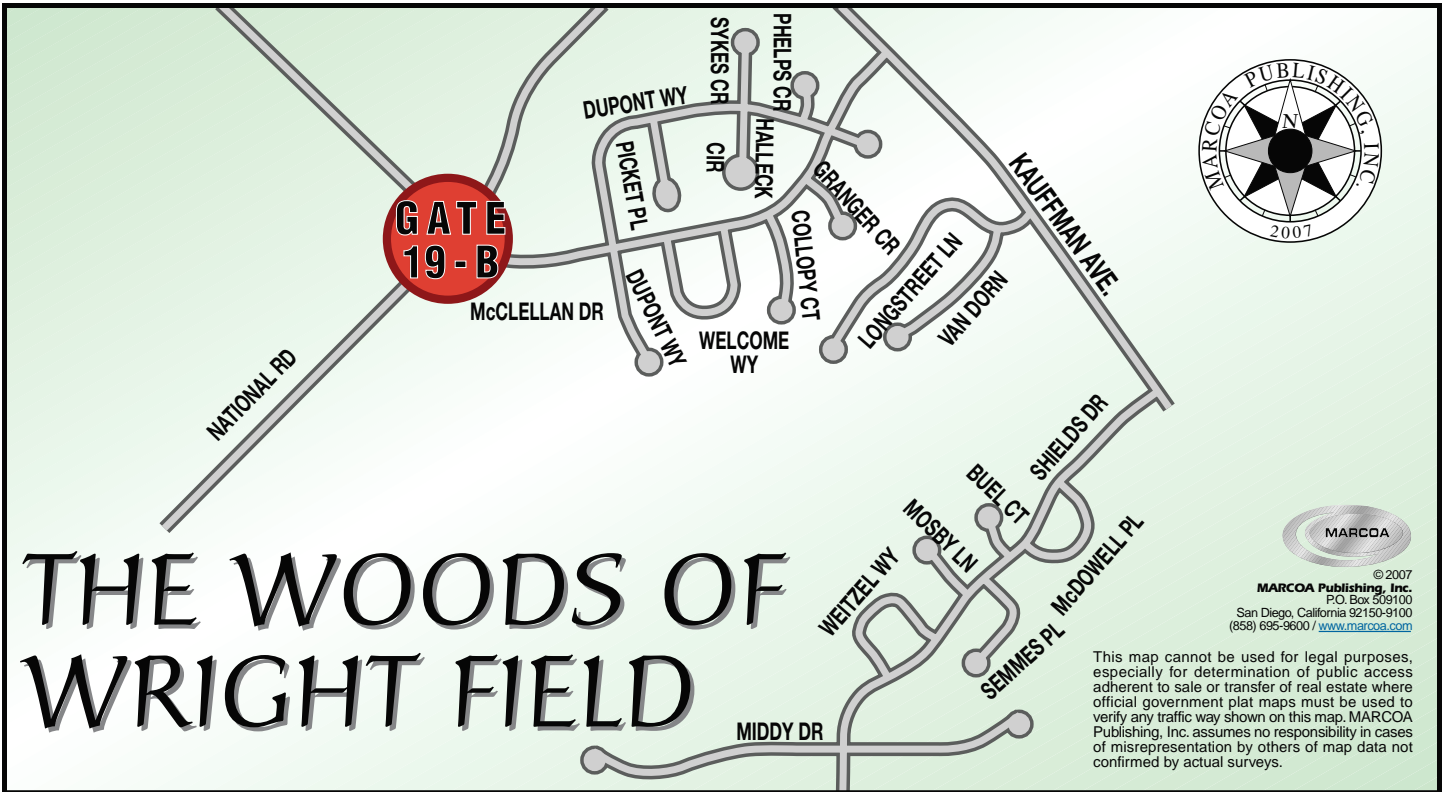 SYKES CR
PHELPS CR
DUPONT WY
HALLECK
CIR
PICKET PL
GRANGER CR
KAUFFMAN AVE.
GATE
19-B
COLLOPY CT
LONGSTREET LN
VAN DORN
McCLELLAN DR
DUPONT WY
WELCOME
WY
NATIONAL RD
MARCOA PUBLISHING, INC.
N
2007
SHIELDS DR
BUEL CT
MOSBY LN
WEITZEL WY
McDOWELL PL
SEMMES PL
MIDDY DR
THE WOODS OF
WRIGHT FIELD
MARCOA
© 2007
MARCOA Publishing, Inc.
P.O. Box 509100
San Diego, California 92150-9100
(858) 695-9600 / www.marcoa.com
This map cannot be used for legal purposes,
especially for determination of public access
adherent to sale or transfer of real estate where
official government plat maps must be used to
verify any traffic way shown on this map. MARCOA
Publishing, Inc. assumes no responsibility in cases
of misrepresentation by others of map data not
confirmed by actual surveys.